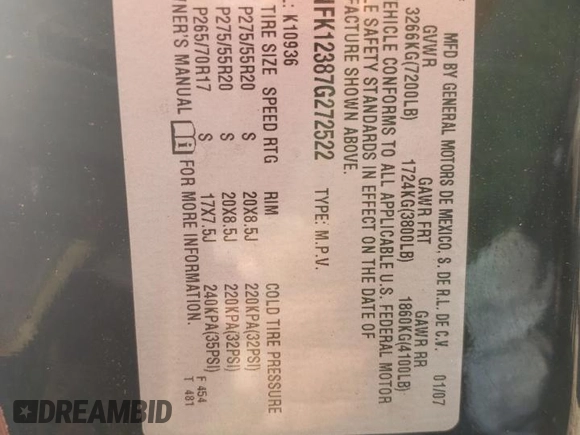 MFD BY GENERAL MOTORS DE MEXICO, S. DE R.L. DE C.V. 01/07
GVWR GAWR FRT GAWR RR
3266KG(7200LB) 1724KG(3800LB) 1860KG(4100LB)
VEHICLE CONFORMS TO ALL APPLICABLE U.S. FEDERAL MOTOR
LE SAFETY STANDARDS IN EFFECT ON THE DATE OF
FACTURE SHOWN ABOVE.
FK12387G272522 TYPE: M.P.V.
: K10936
TIRE SIZE SPEED RTG RIM COLD TIRE PRESSURE
P275/55R20 S 20X8.5J 220KPA(32PSI)
P275/55R20 S 20X8.5J 220KPA(32PSI)
P265/70R17 S 17X7.5J 240KPA(35PSI)
NER'S MANUAL FOR MORE INFORMATION.
F 454
T 481
DREAMBID